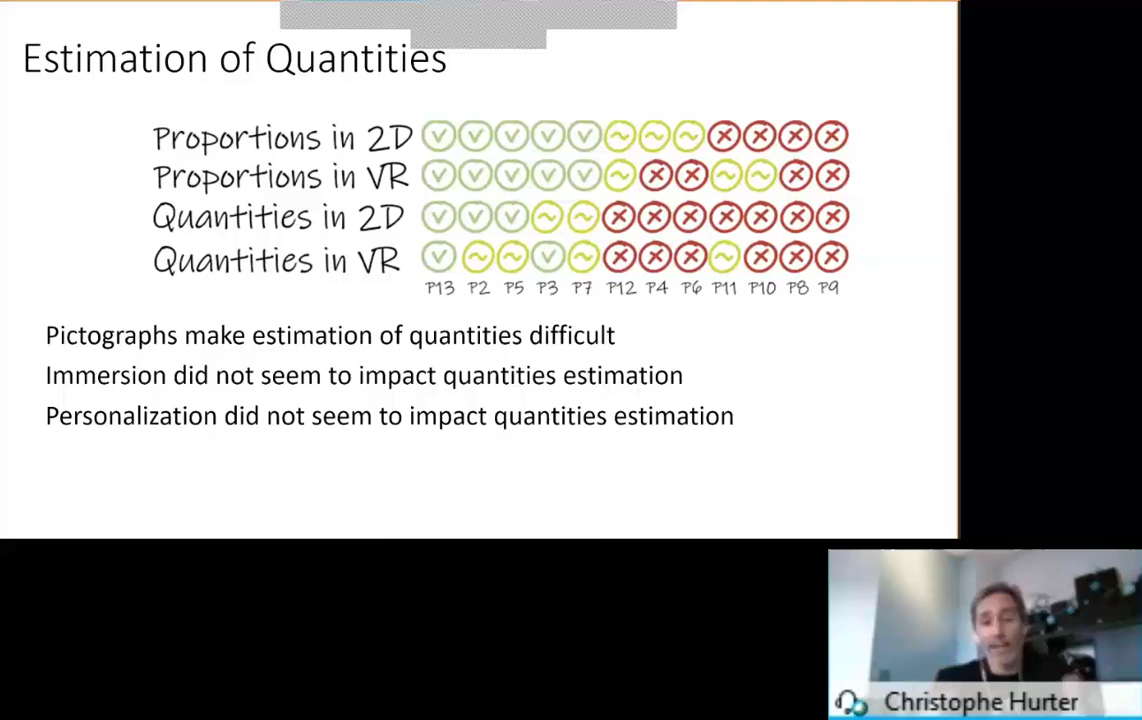 Estimation of Quantities
Proportions in 2D
Proportions in VR
Quantities in 2D
Quantities in VR
P13 P2 P5 P3 P7 P12 P4 P6 P11 P10 P8 P9
Pictographs make estimation of quantities difficult
Immersion did not seem to impact quantities estimation
Personalization did not seem to impact quantities estimation
Christophe Hurter